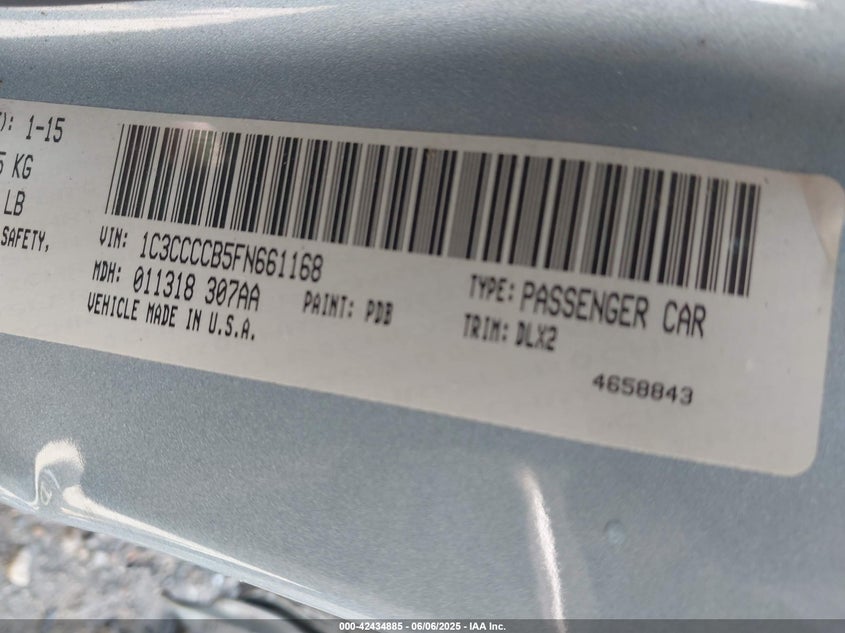 ): 1-15
5 KG
LB
SAFETY,
VIN: 1C3CCCCB5FN661168
MDH: 011318 307AA
PAINT: PDB
VEHICLE MADE IN U.S.A.
TYPE: PASSENGER CAR
TRIM: DLX2
4658843
000-42434885 - 06/06/2025 - IAA Inc.